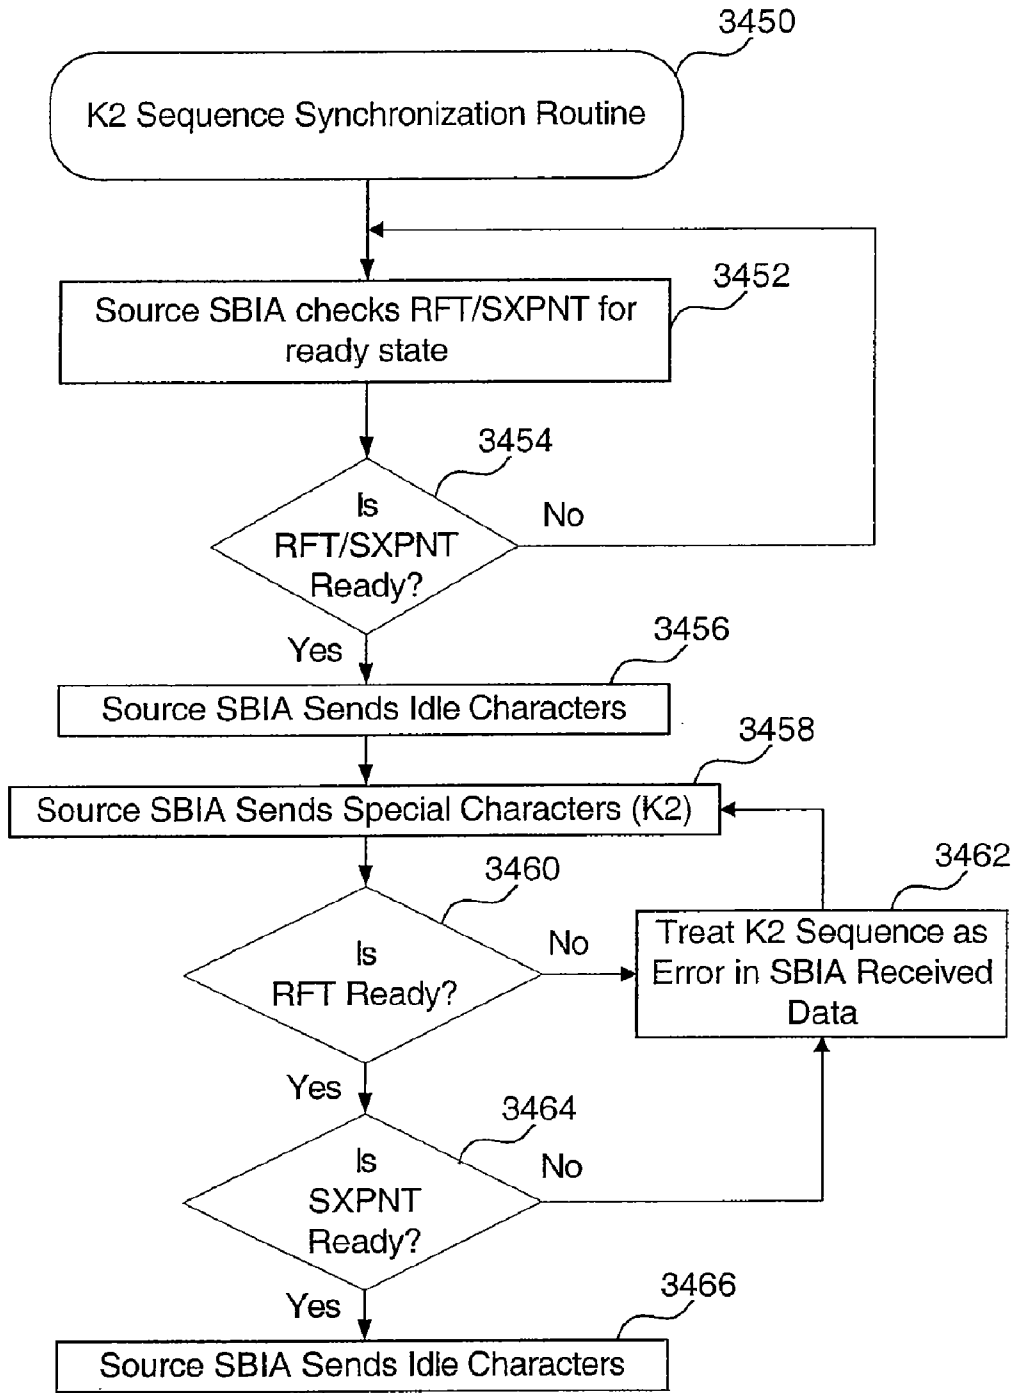 3450
K2 Sequence Synchronization Routine
3452
Source SBIA checks RFT/SXPNT for
ready state
3454
Is
RFT/SXPNT
Ready?
No
Yes
3456
Source SBIA Sends Idle Characters
3458
Source SBIA Sends Special Characters (K2)
3460
Is
RFT Ready?
No
3462
Treat K2 Sequence as
Error in SBIA Received
Data
Yes
3464
Is
SXPNT
Ready?
No
Yes
3466
Source SBIA Sends Idle Characters